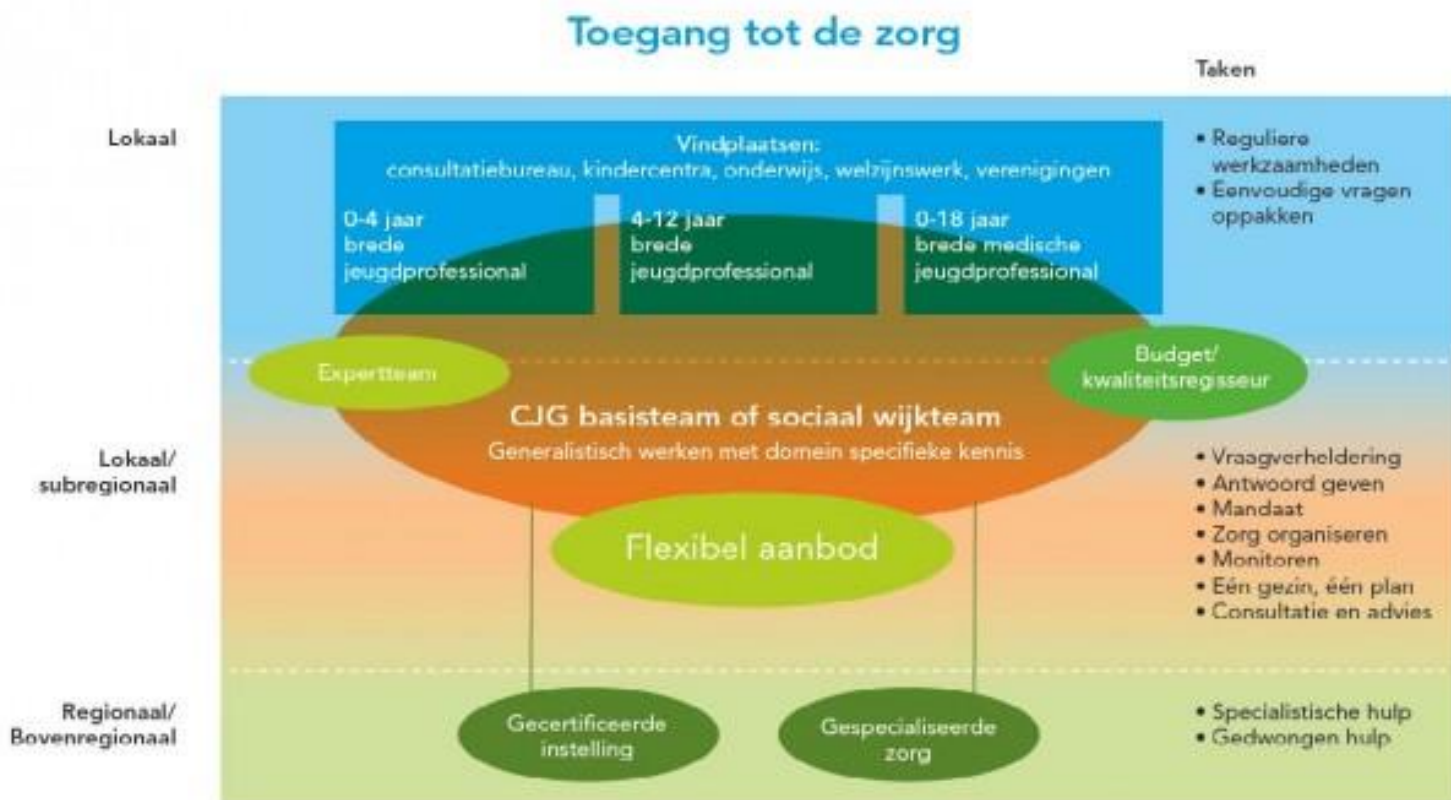 Toegang tot de zorg
Taken
Lokaal
Vindplaatsen:
consultatiebureau, kindercentra, onderwijs, welzijnswerk, verenigingen
0-4 jaar
brede
jeugdprofessional
4-12 jaar
brede
jeugdprofessional
0-18 jaar
brede medische
jeugdprofessional
• Reguliere
werkzaamheden
• Eenvoudige vragen
oppakken
Expertteam
Budget/
kwaliteitsregisseur
CJG basisteam of sociaal wijkteam
Generalistisch werken met domein specifieke kennis
Lokaal/
subregionaal
Flexibel aanbod
• Vraagverheldering
• Antwoord geven
• Mandaat
• Zorg organiseren
• Monitoren
• Eén gezin, één plan
• Consultatie en advies
Regionaal/
Bovenregionaal
Gecertificeerde
instelling
Gespecialiseerde
zorg
• Specialistische hulp
• Gedwongen hulp